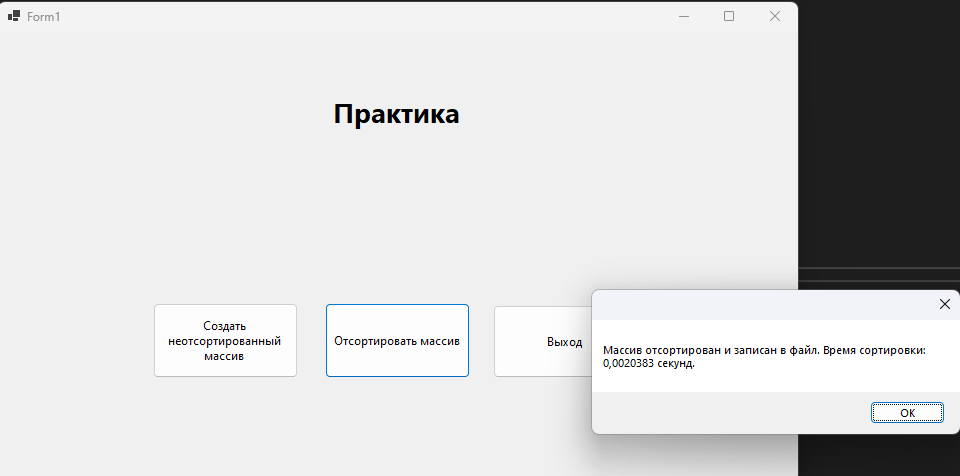 Form1
Практика
Создать
неотсортированный
массив
Отсортировать массив
Выход
Массив отсортирован и записан в файл. Время сортировки:
0,0020383 секунд.
OK